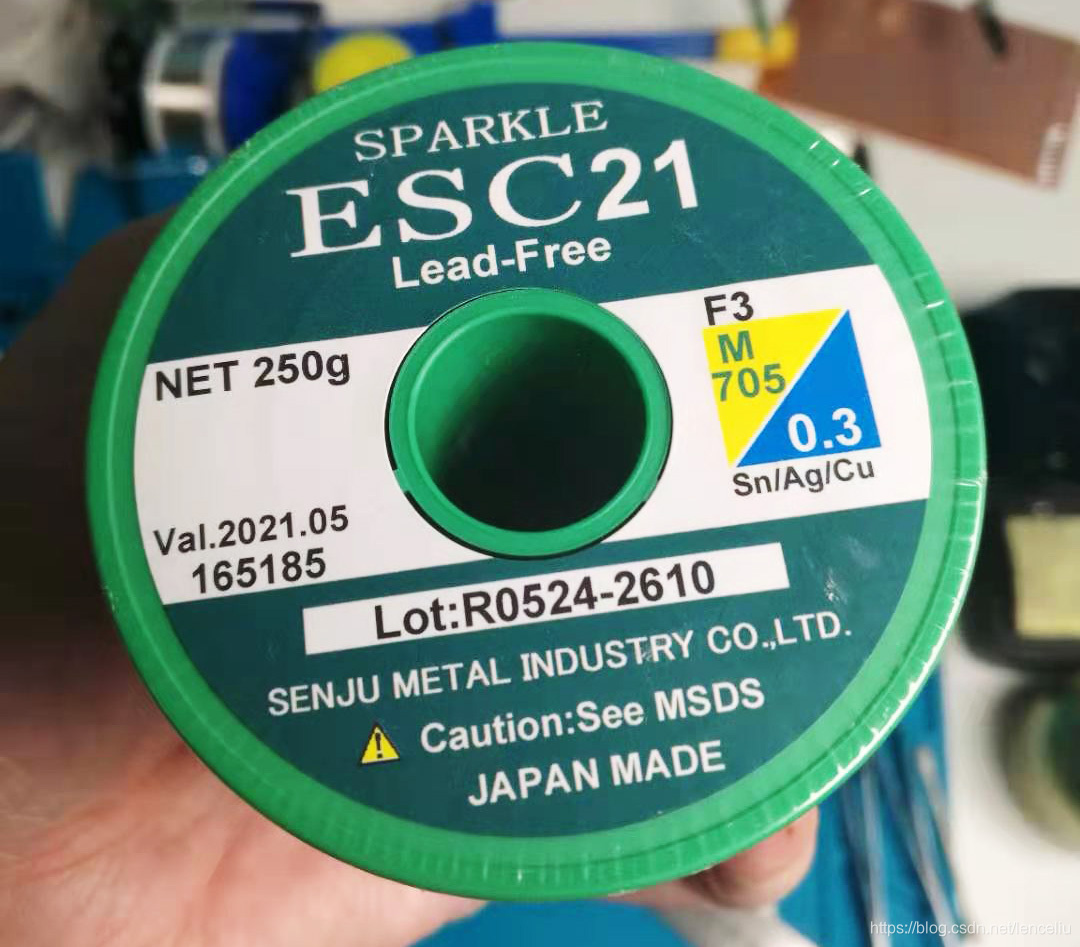 SPARKLE
ESC21
Lead-Free
NET 250g
F3
M
705
0.3
Sn/Ag/Cu
Val.2021.05
165185
Lot:R0524-2610
SENJU METAL INDUSTRY CO.,LTD.
Caution:See MSDS
JAPAN MADE
https://blog.csdn.net/lenceliu